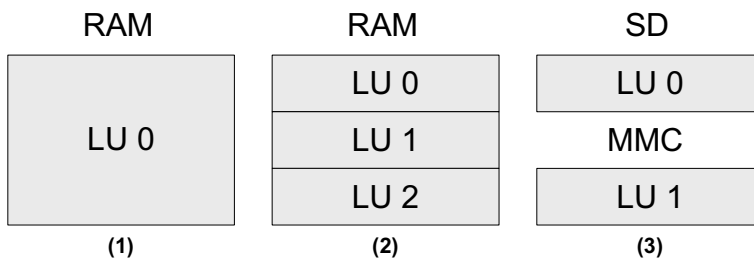 RAM
LU 0
(1)
RAM
LU 0
LU 1
LU 2
(2)
SD
LU 0
MMC
LU 1
(3)